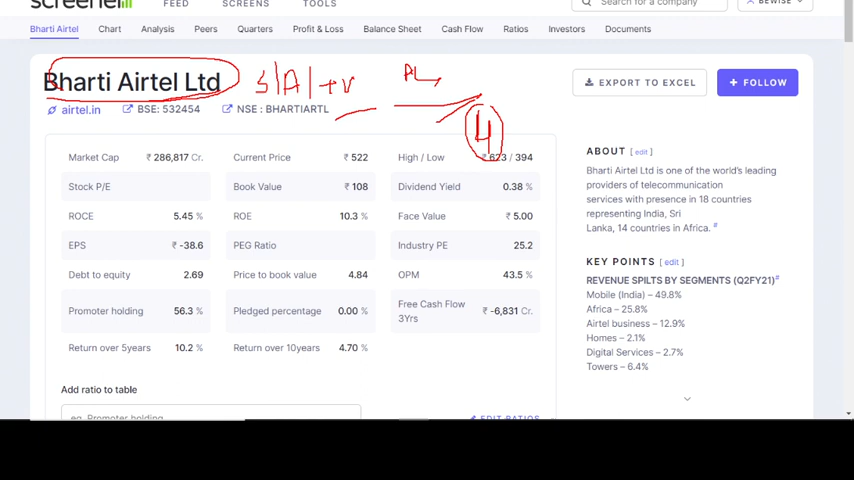 screener
FEED SCREENS TOOLS
Search for a company
BEWISE
Bharti Airtel Chart Analysis Peers Quarters Profit & Loss Balance Sheet Cash Flow Ratios Investors Documents
Bharti Airtel Ltd
S|A|+v
4
EXPORT TO EXCEL
+ FOLLOW
airtel.in BSE: 532454 NSE : BHARTIARTL
Market Cap ₹ 286,817 Cr. Current Price ₹ 522 High / Low ₹ 623 / 394
Stock P/E Book Value ₹ 108 Dividend Yield 0.38 %
ROCE 5.45 % ROE 10.3 % Face Value ₹ 5.00
EPS ₹ -38.6 PEG Ratio Industry PE 25.2
Debt to equity 2.69 Price to book value 4.84 OPM 43.5 %
Promoter holding 56.3 % Pledged percentage 0.00 % Free Cash Flow 3Yrs ₹ -6,831 Cr.
Return over 5years 10.2 % Return over 10years 4.70 %
Add ratio to table
eg. Promoter holding
EDIT RATIOS
ABOUT [ edit ]
Bharti Airtel Ltd is one of the world's leading
providers of telecommunication
services with presence in 18 countries
representing India, Sri
Lanka, 14 countries in Africa. #
KEY POINTS [ edit ]
REVENUE SPILTS BY SEGMENTS (Q2FY21)#
Mobile (India) – 49.8%
Africa – 25.8%
Airtel business – 12.9%
Homes – 2.1%
Digital Services – 2.7%
Towers – 6.4%